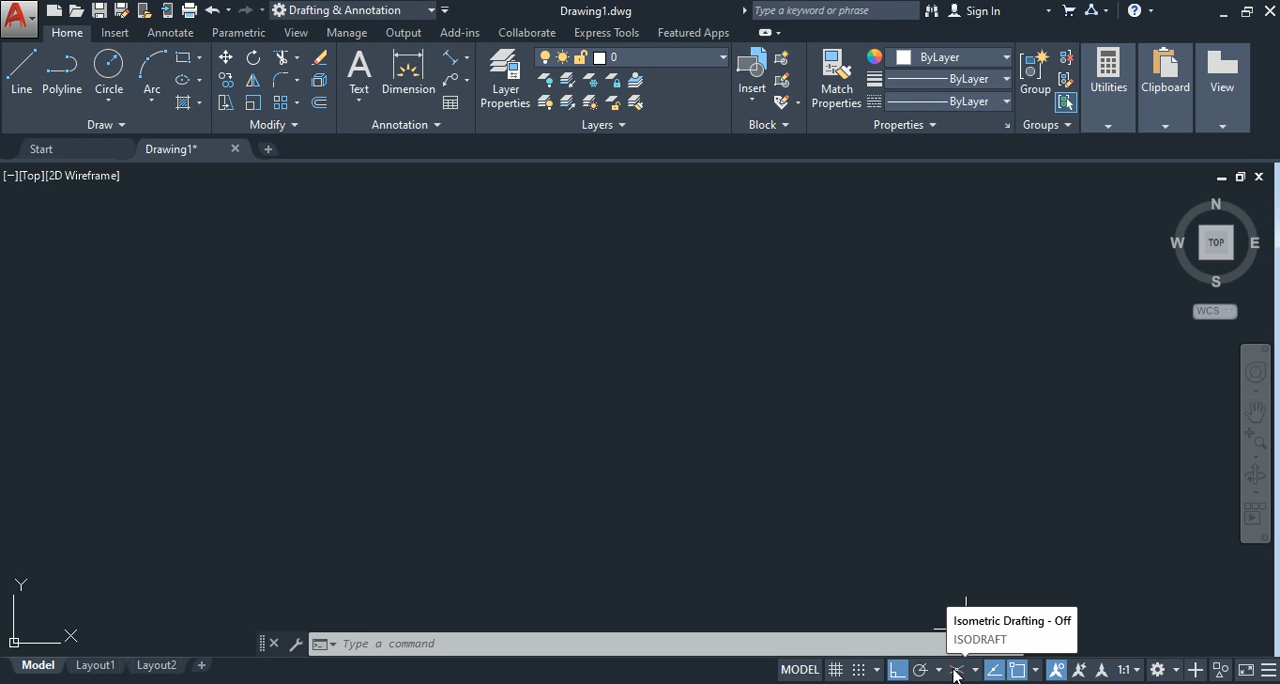 Drafting & Annotation Drawing1.dwg Type a keyword or phrase Sign In
Home Insert Annotate Parametric View Manage Output Add-ins Collaborate Express Tools Featured Apps
0 ByLayer
Line Polyline Circle Arc Text Dimension Layer Properties Insert Match Properties ByLayer Group Utilities Clipboard View
ByLayer
Draw Modify Annotation Layers Block Properties Groups
Start Drawing1*
[−][Top][2D Wireframe]
N
W TOP E
S
WCS
Y
X
Isometric Drafting - Off
ISODRAFT
Type a command
Model Layout1 Layout2 + MODEL 1:1